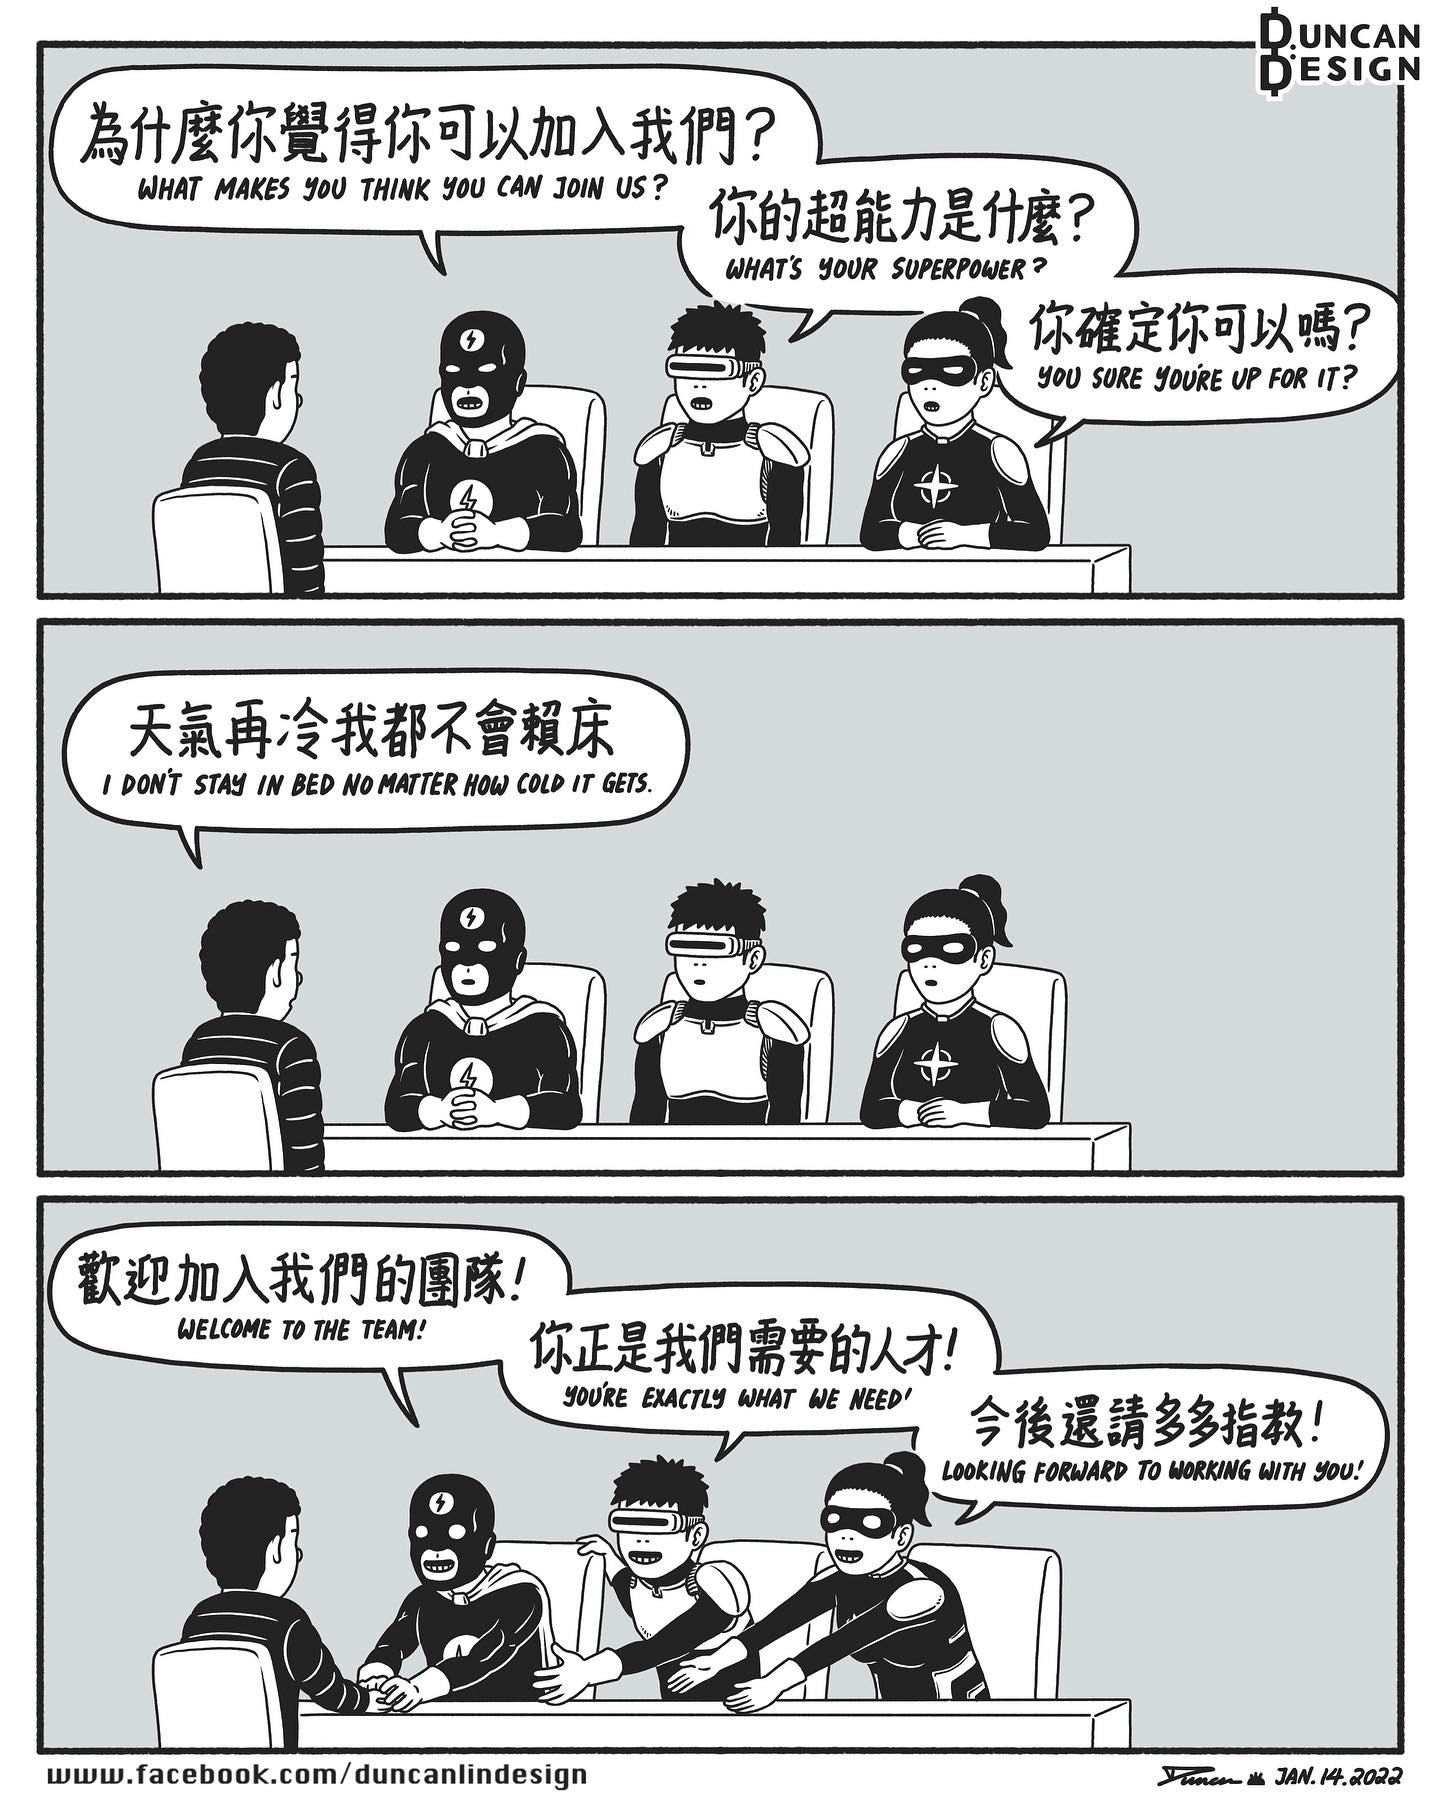 DUNCAN
DESIGN
為什麼你覺得你可以加入我們？
WHAT MAKES YOU THINK YOU CAN JOIN US?
你的超能力是什麼？
WHAT'S YOUR SUPERPOWER?
你確定你可以嗎？
YOU SURE YOU'RE UP FOR IT?
天氣再冷我都不會賴床
I DON'T STAY IN BED NO MATTER HOW COLD IT GETS.
歡迎加入我們的團隊！
WELCOME TO THE TEAM!
你正是我們需要的人才！
YOU'RE EXACTLY WHAT WE NEED!
今後還請多多指教！
LOOKING FORWARD TO WORKING WITH YOU!
www.facebook.com/duncanlindesign
Duncan JAN.14.2022